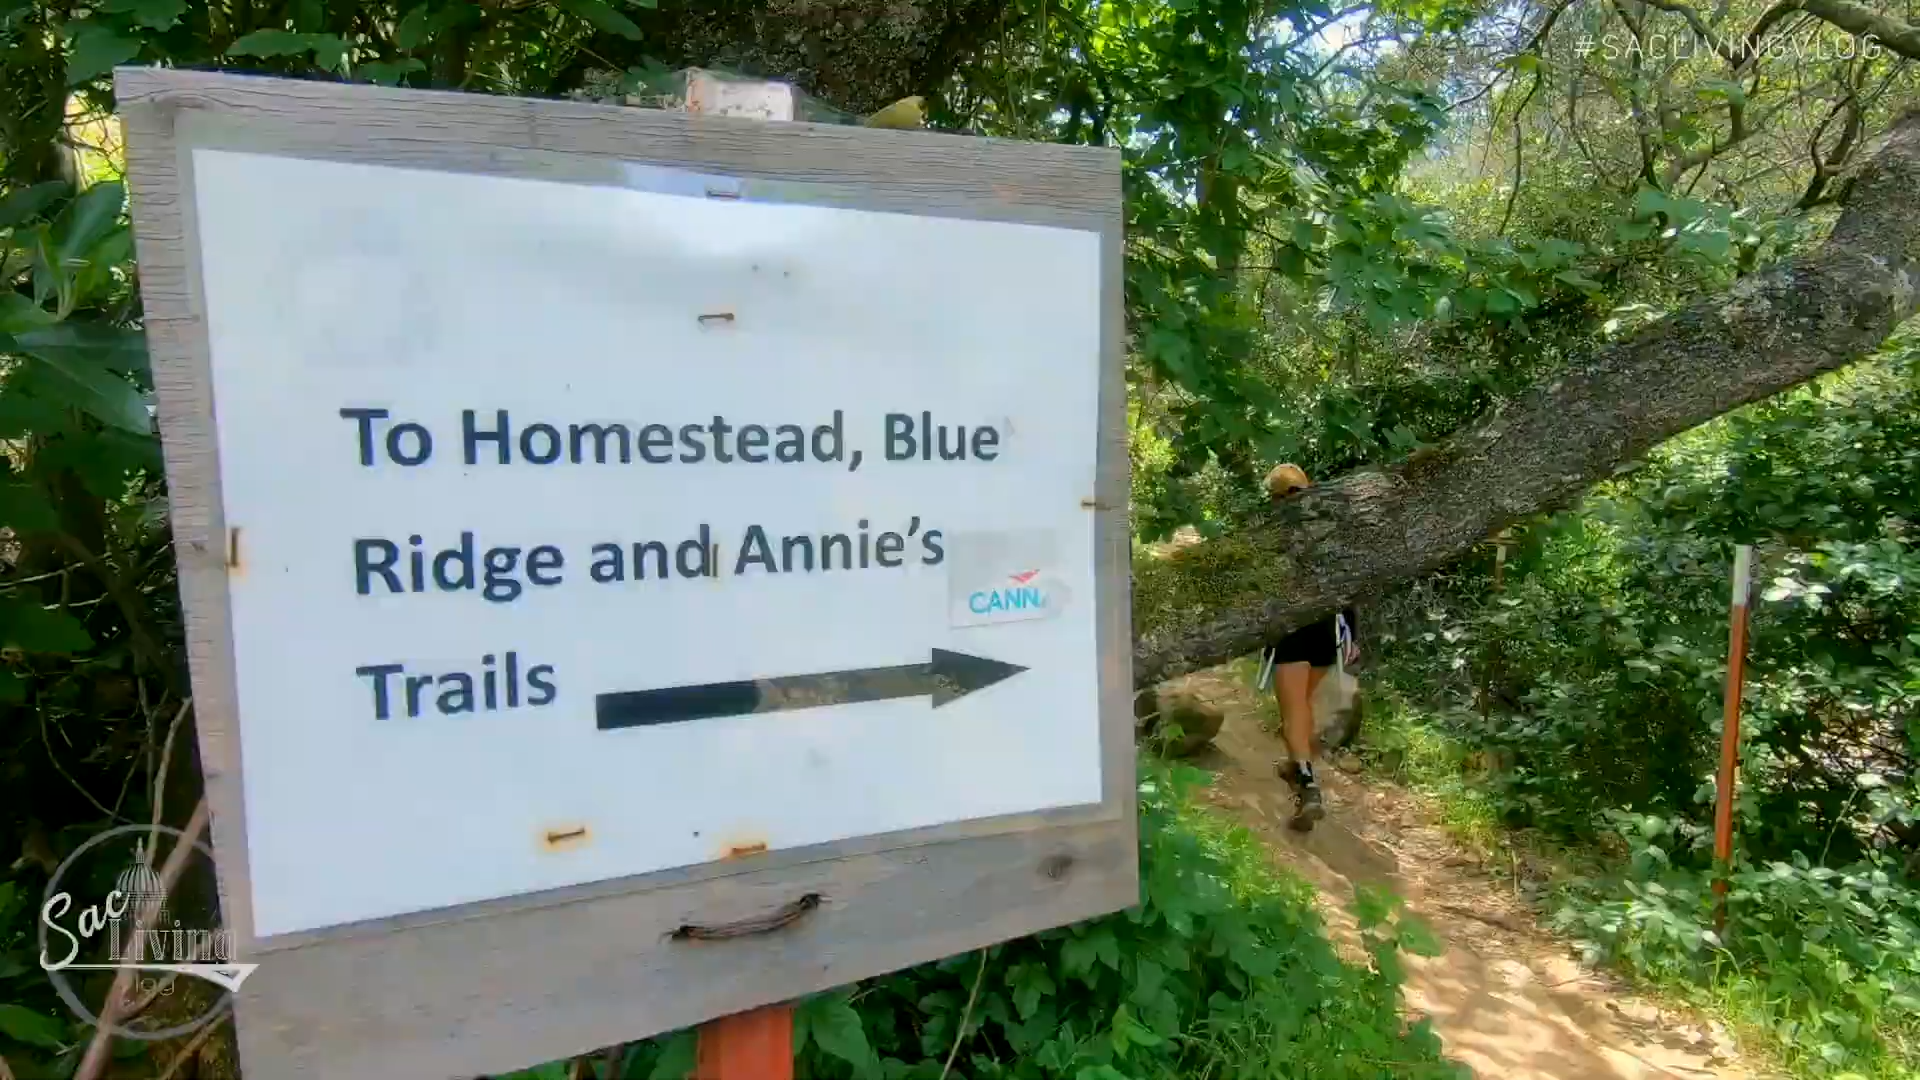 #SACLIVINGVLOG
To Homestead, Blue
Ridge and Annie's
CANN
Trails
Sac
Living